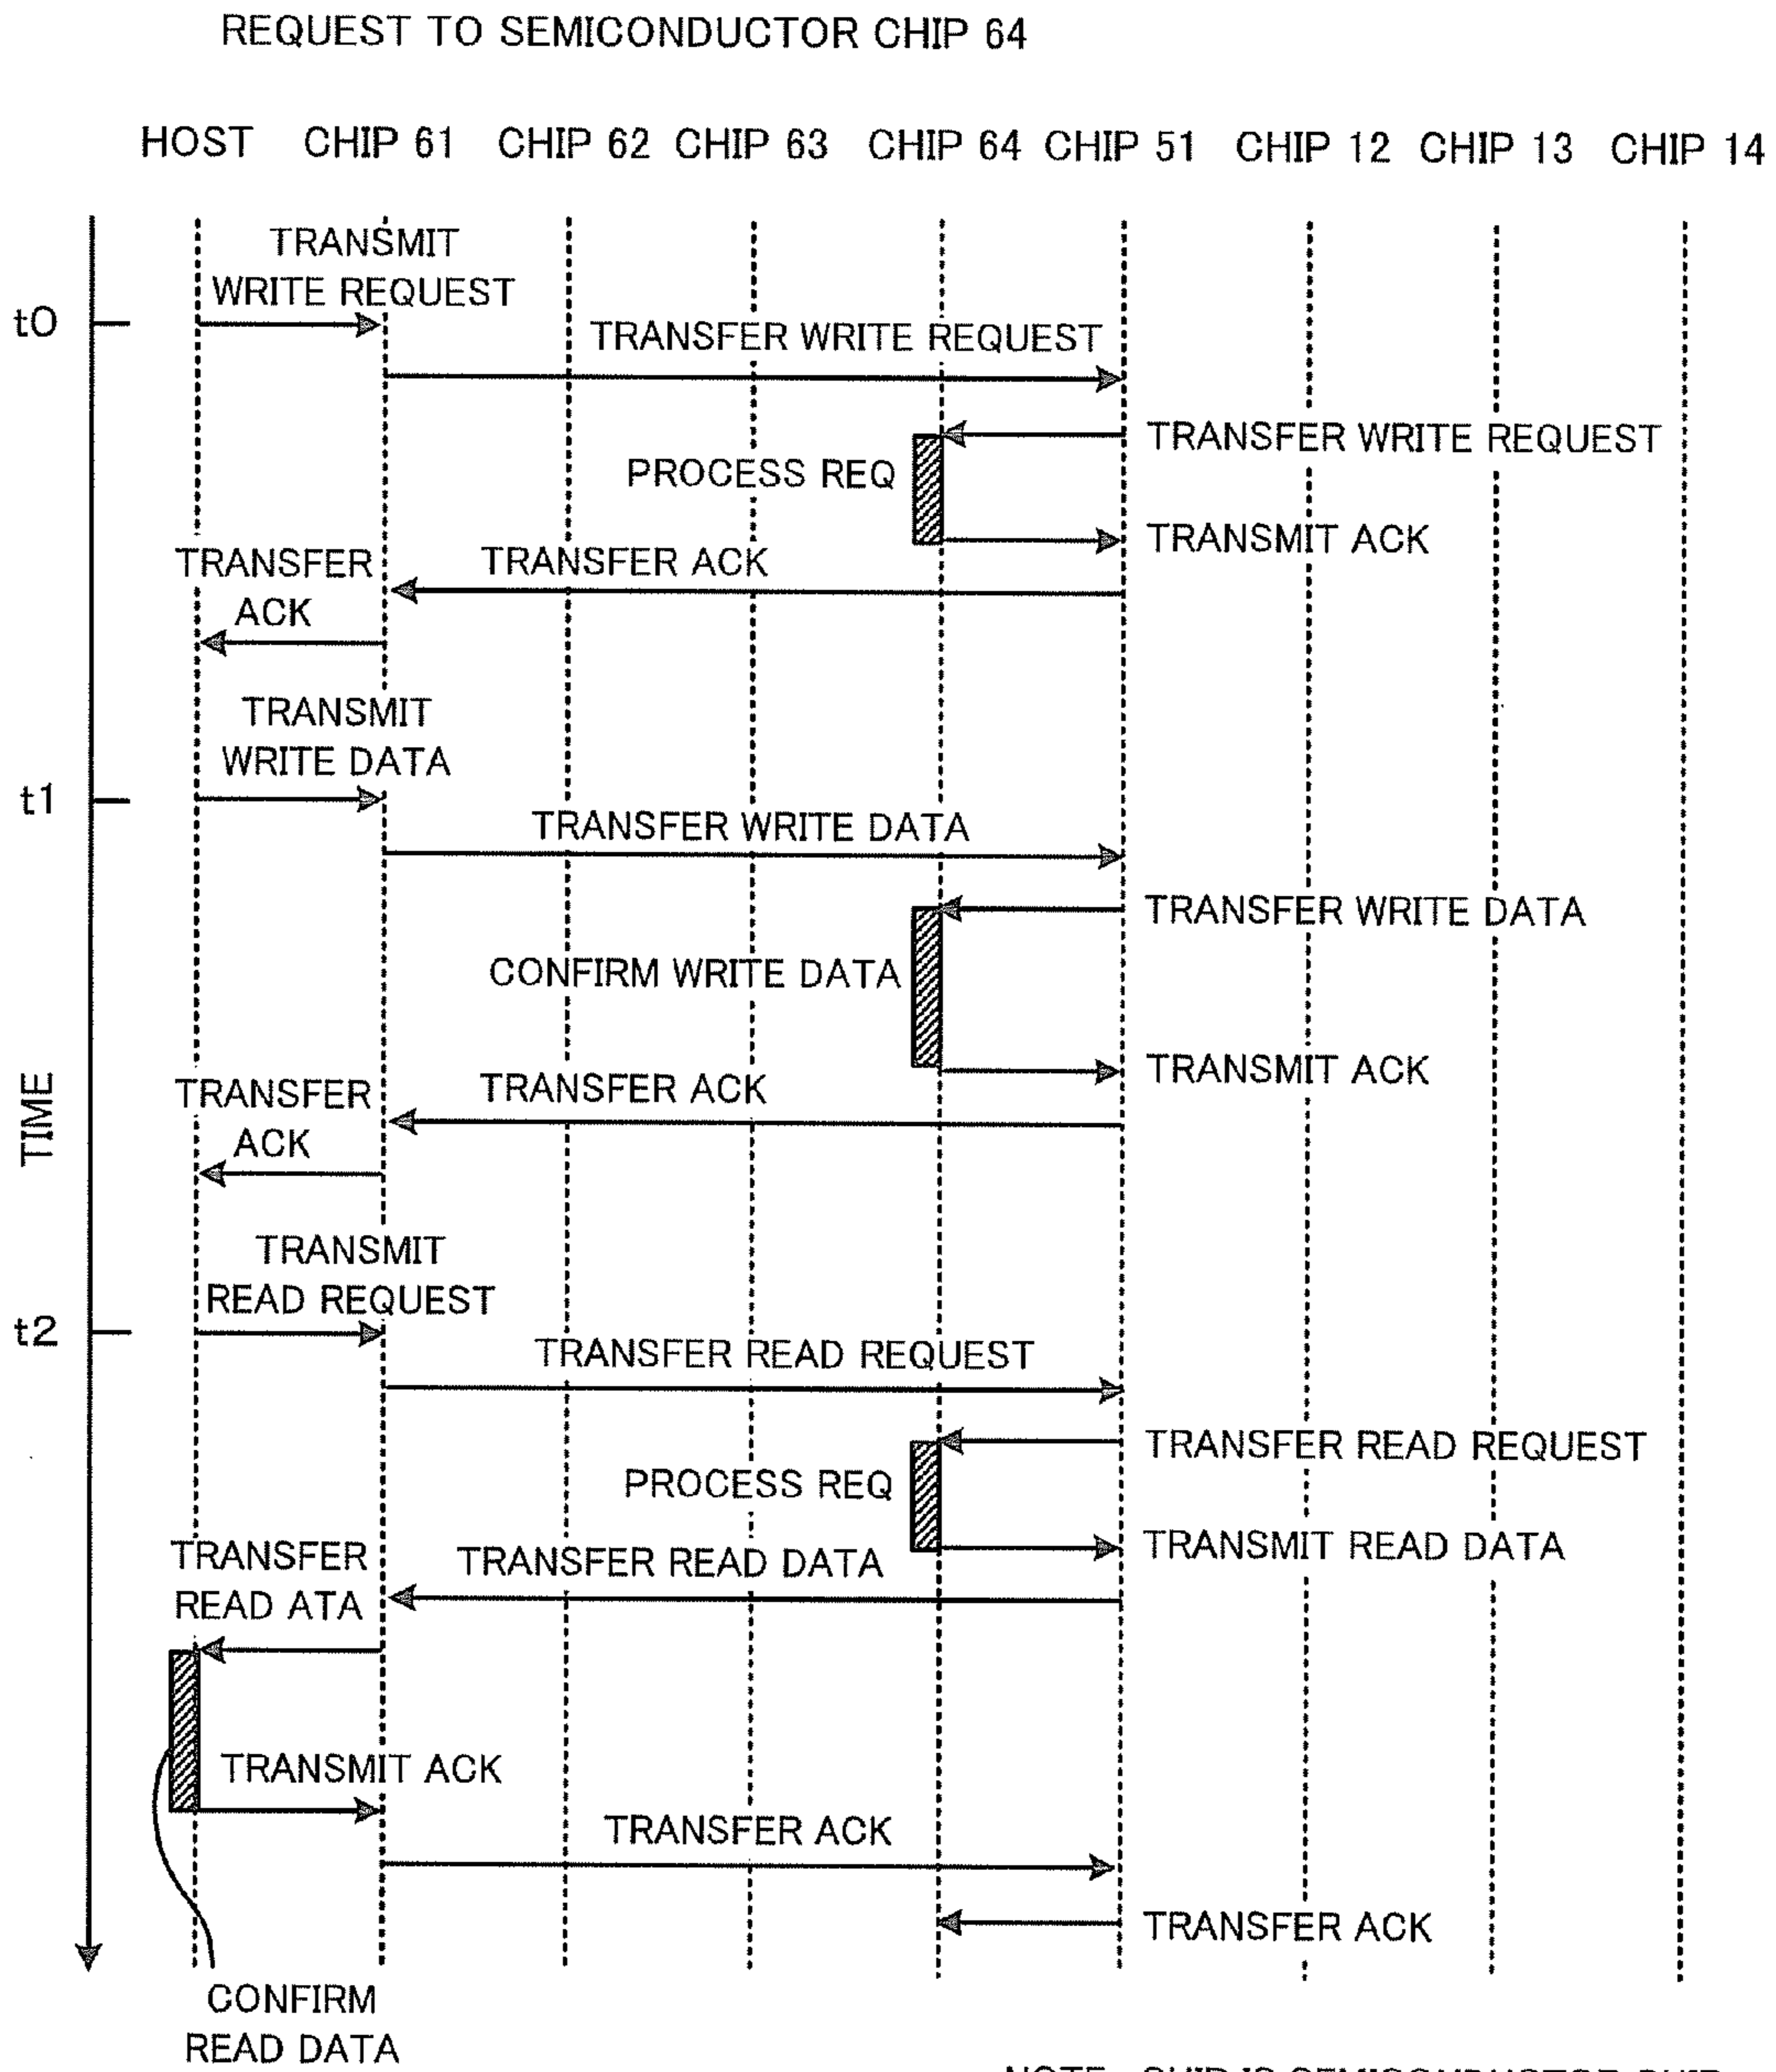 REQUEST TO SEMICONDUCTOR CHIP 64
HOST CHIP 61 CHIP 62 CHIP 63 CHIP 64 CHIP 51 CHIP 12 CHIP 13 CHIP 14
TRANSMIT
WRITE REQUEST
t0
TRANSFER WRITE REQUEST
TRANSFER WRITE REQUEST
PROCESS REQ
TRANSMIT ACK
TRANSFER
ACK
TRANSFER ACK
TRANSMIT
WRITE DATA
t1
TRANSFER WRITE DATA
TRANSFER WRITE DATA
CONFIRM WRITE DATA
TRANSMIT ACK
TIME
TRANSFER
ACK
TRANSFER ACK
TRANSMIT
READ REQUEST
t2
TRANSFER READ REQUEST
TRANSFER READ REQUEST
PROCESS REQ
TRANSMIT READ DATA
TRANSFER
READ ATA
TRANSFER READ DATA
TRANSMIT ACK
TRANSFER ACK
TRANSFER ACK
CONFIRM
READ DATA